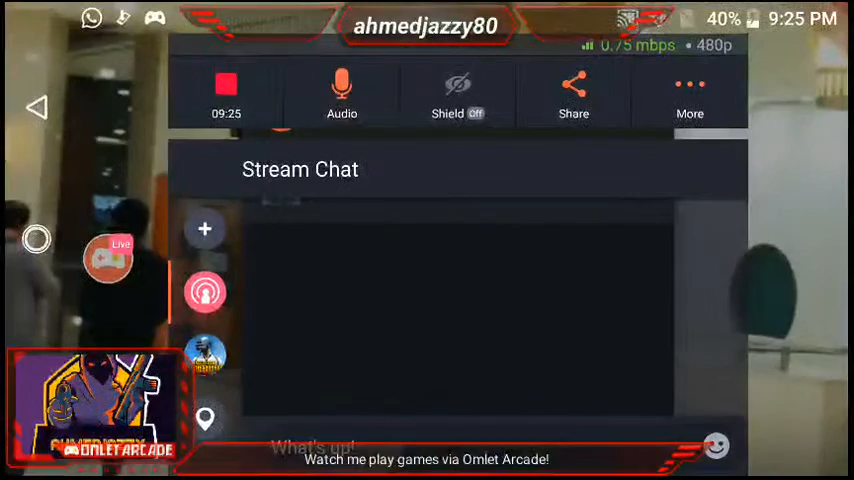 ahmedjazzy80
40% 9:25 PM
0.75 mbps • 480p
09:25
Audio
Shield Off
Share
More
Stream Chat
Live
What's up!
OMLET ARCADE
Watch me play games via Omlet Arcade!